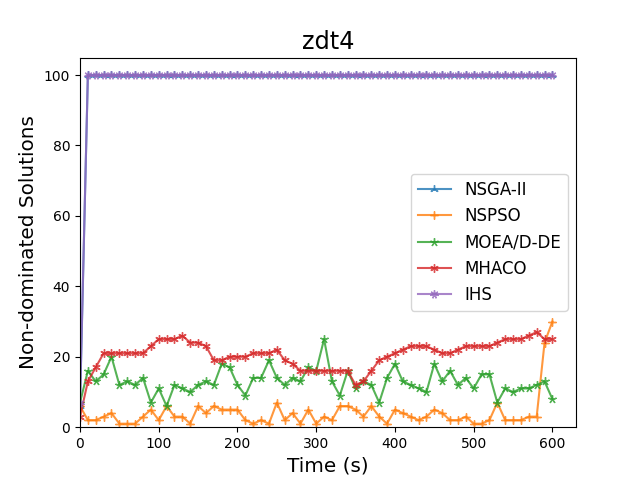 zdt4
Non-dominated Solutions
100
80
60
40
20
0
NSGA-II
NSPSO
MOEA/D-DE
MHACO
IHS
0 100 200 300 400 500 600
Time (s)